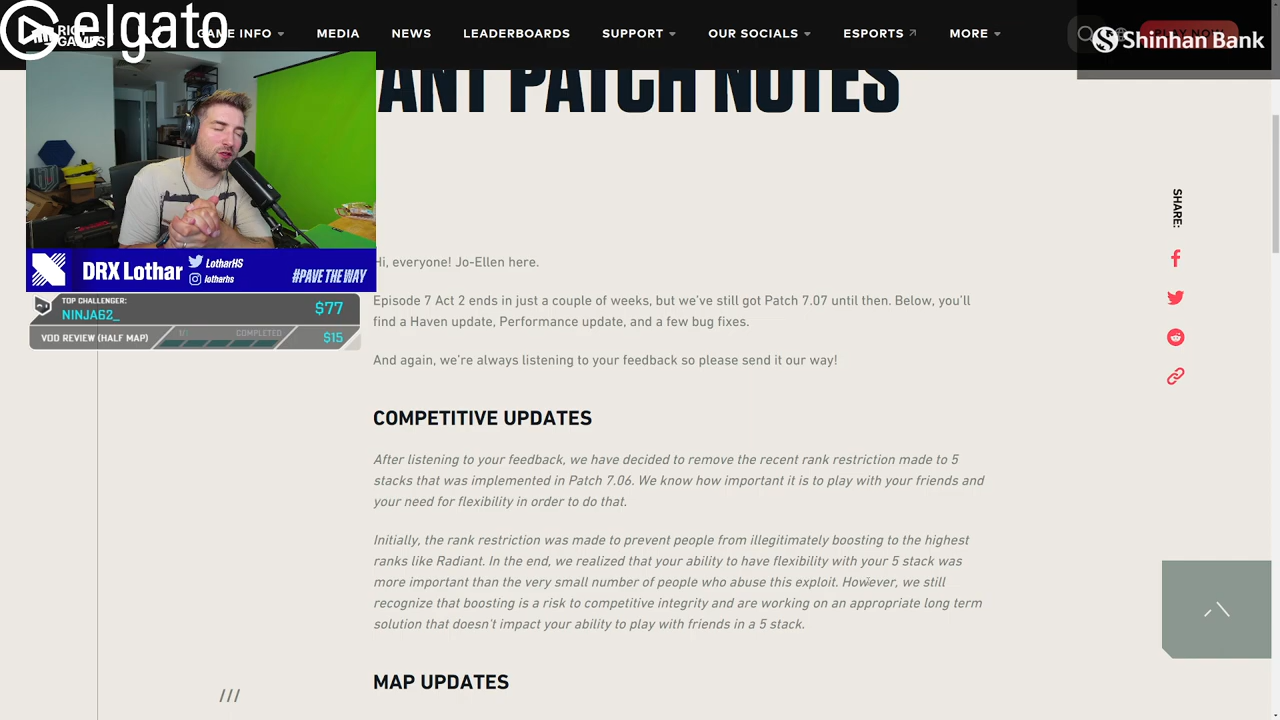 elgato
RIOT
GAMES
GAME INFO
MEDIA
NEWS
LEADERBOARDS
SUPPORT
OUR SOCIALS
ESPORTS
MORE
PLAY NOW
Shinhan Bank
ANT PATCH NOTES
SHARE:
DRX Lothar
LotharHS
lotharhs
#PAVE THE WAY
TOP CHALLENGER:
NINJA62_
$77
VOD REVIEW (HALF MAP)
COMPLETED
$15
Hi, everyone! Jo-Ellen here.
Episode 7 Act 2 ends in just a couple of weeks, but we've still got Patch 7.07 until then. Below, you'll
find a Haven update, Performance update, and a few bug fixes.
And again, we're always listening to your feedback so please send it our way!
COMPETITIVE UPDATES
After listening to your feedback, we have decided to remove the recent rank restriction made to 5
stacks that was implemented in Patch 7.06. We know how important it is to play with your friends and
your need for flexibility in order to do that.
Initially, the rank restriction was made to prevent people from illegitimately boosting to the highest
ranks like Radiant. In the end, we realized that your ability to have flexibility with your 5 stack was
more important than the very small number of people who abuse this exploit. However, we still
recognize that boosting is a risk to competitive integrity and are working on an appropriate long term
solution that doesn't impact your ability to play with friends in a 5 stack.
///
MAP UPDATES